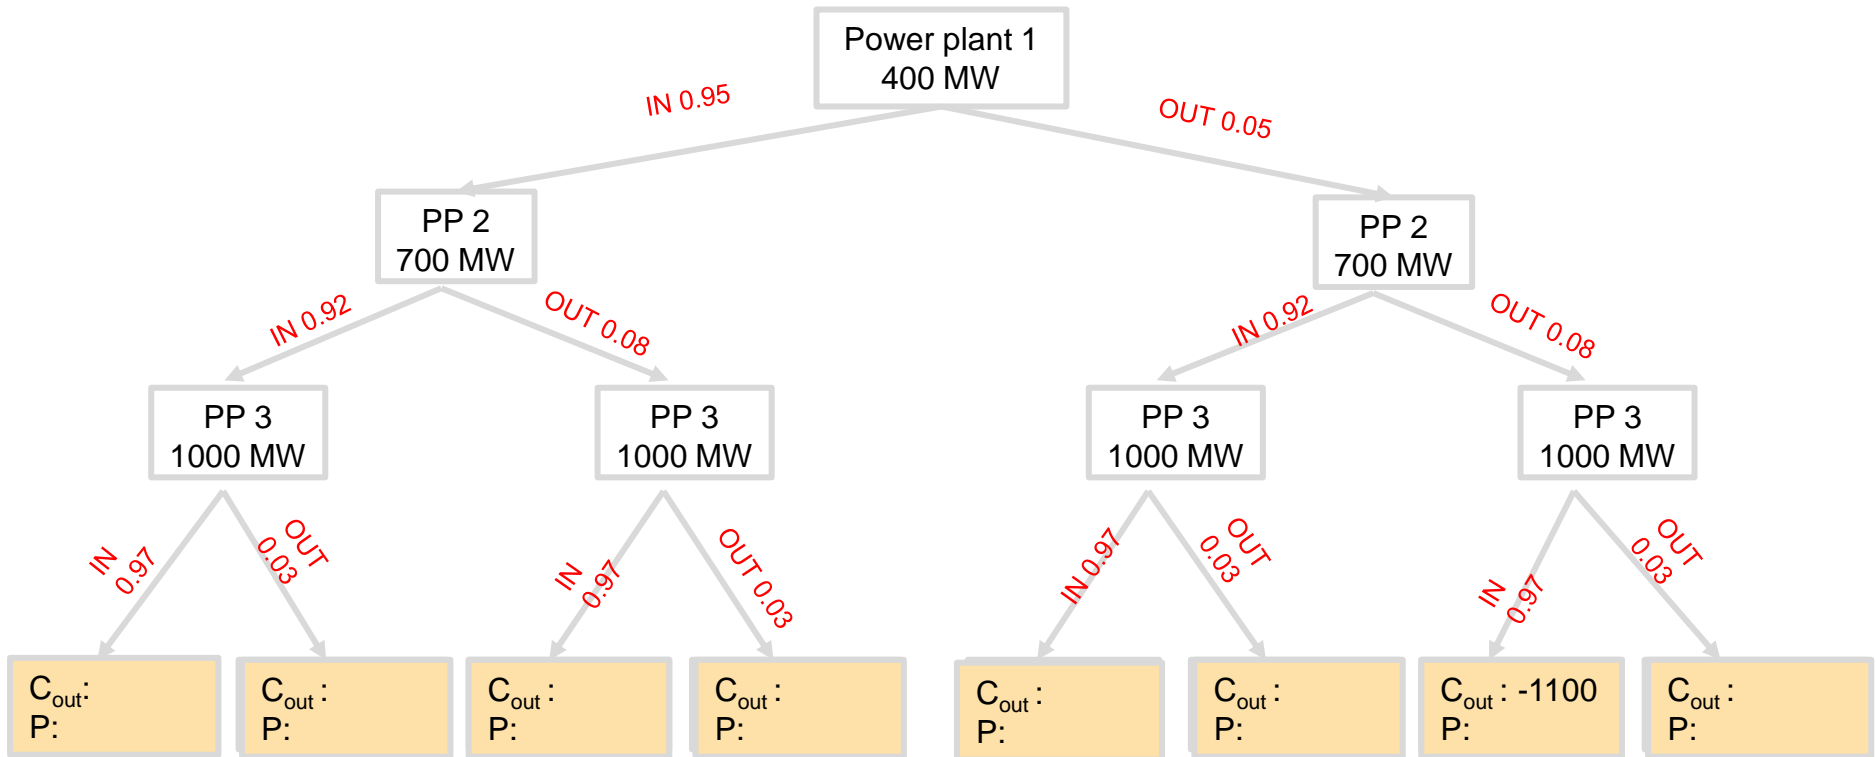 Power plant 1
400 MW
IN 0.95
OUT 0.05
PP 2
700 MW
PP 2
700 MW
IN 0.92
OUT 0.08
IN 0.92
OUT 0.08
PP 3
1000 MW
PP 3
1000 MW
PP 3
1000 MW
PP 3
1000 MW
IN
0.97
OUT
0.03
IN
0.97
OUT 0.03
IN 0.97
OUT
0.03
IN
0.97
OUT
0.03
Cout:
P:
Cout :
P:
Cout :
P:
Cout :
P:
Cout :
P:
Cout :
P:
Cout : -1100
P:
Cout :
P: